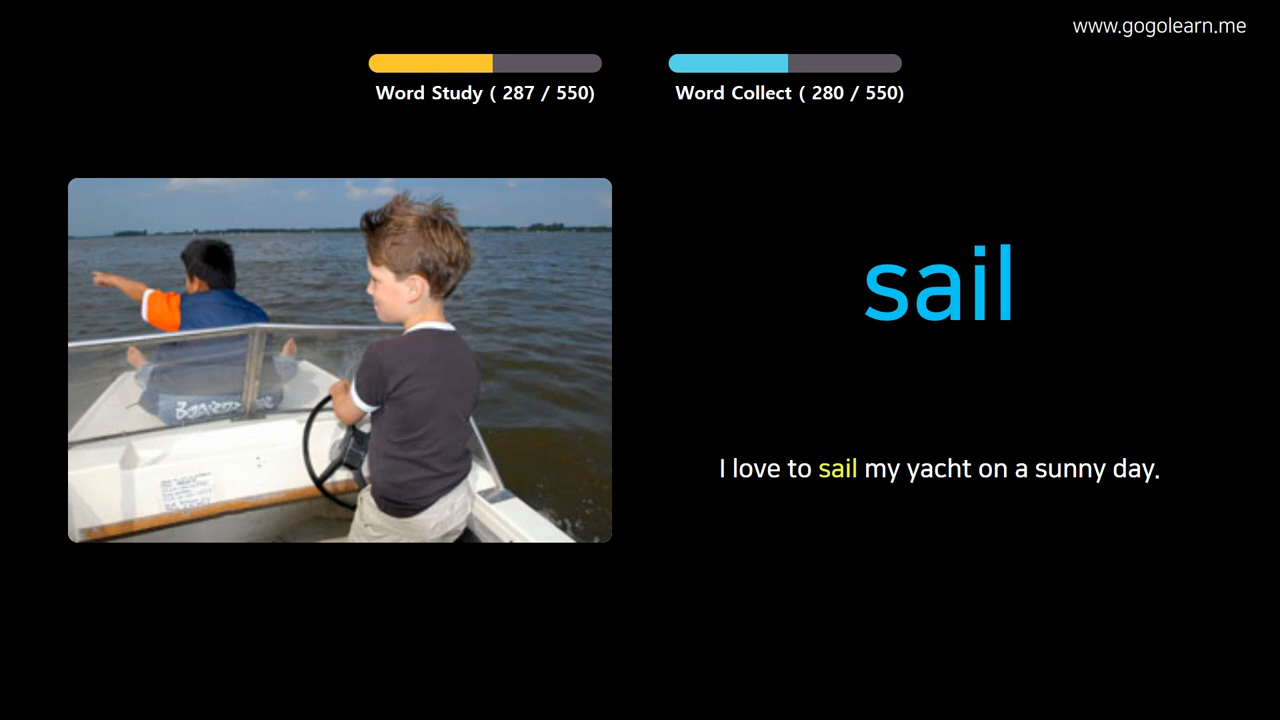 www.gogolearn.me
Word Study ( 287 / 550)
Word Collect ( 280 / 550)
sail
I love to sail my yacht on a sunny day.